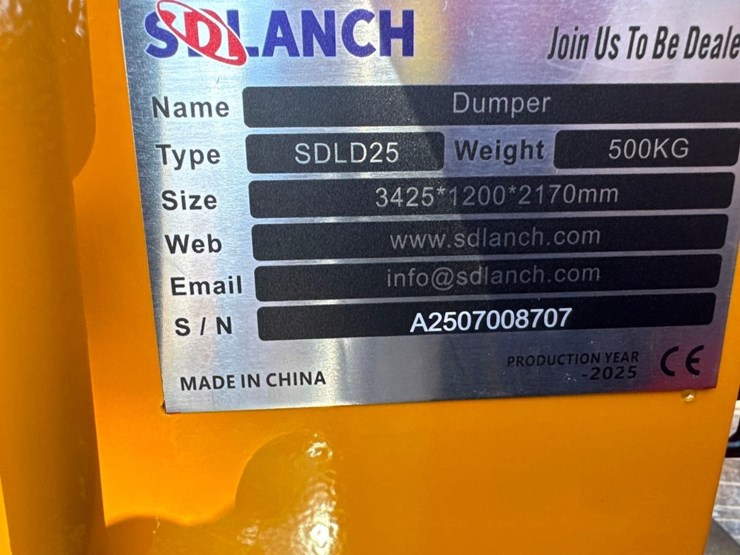 SDLANCH
Join Us To Be Deale
Name Dumper
Type SDLD25 Weight 500KG
Size 3425*1200*2170mm
Web www.sdlanch.com
Email info@sdlanch.com
S/N A2507008707
MADE IN CHINA
PRODUCTION YEAR
-2025
CE